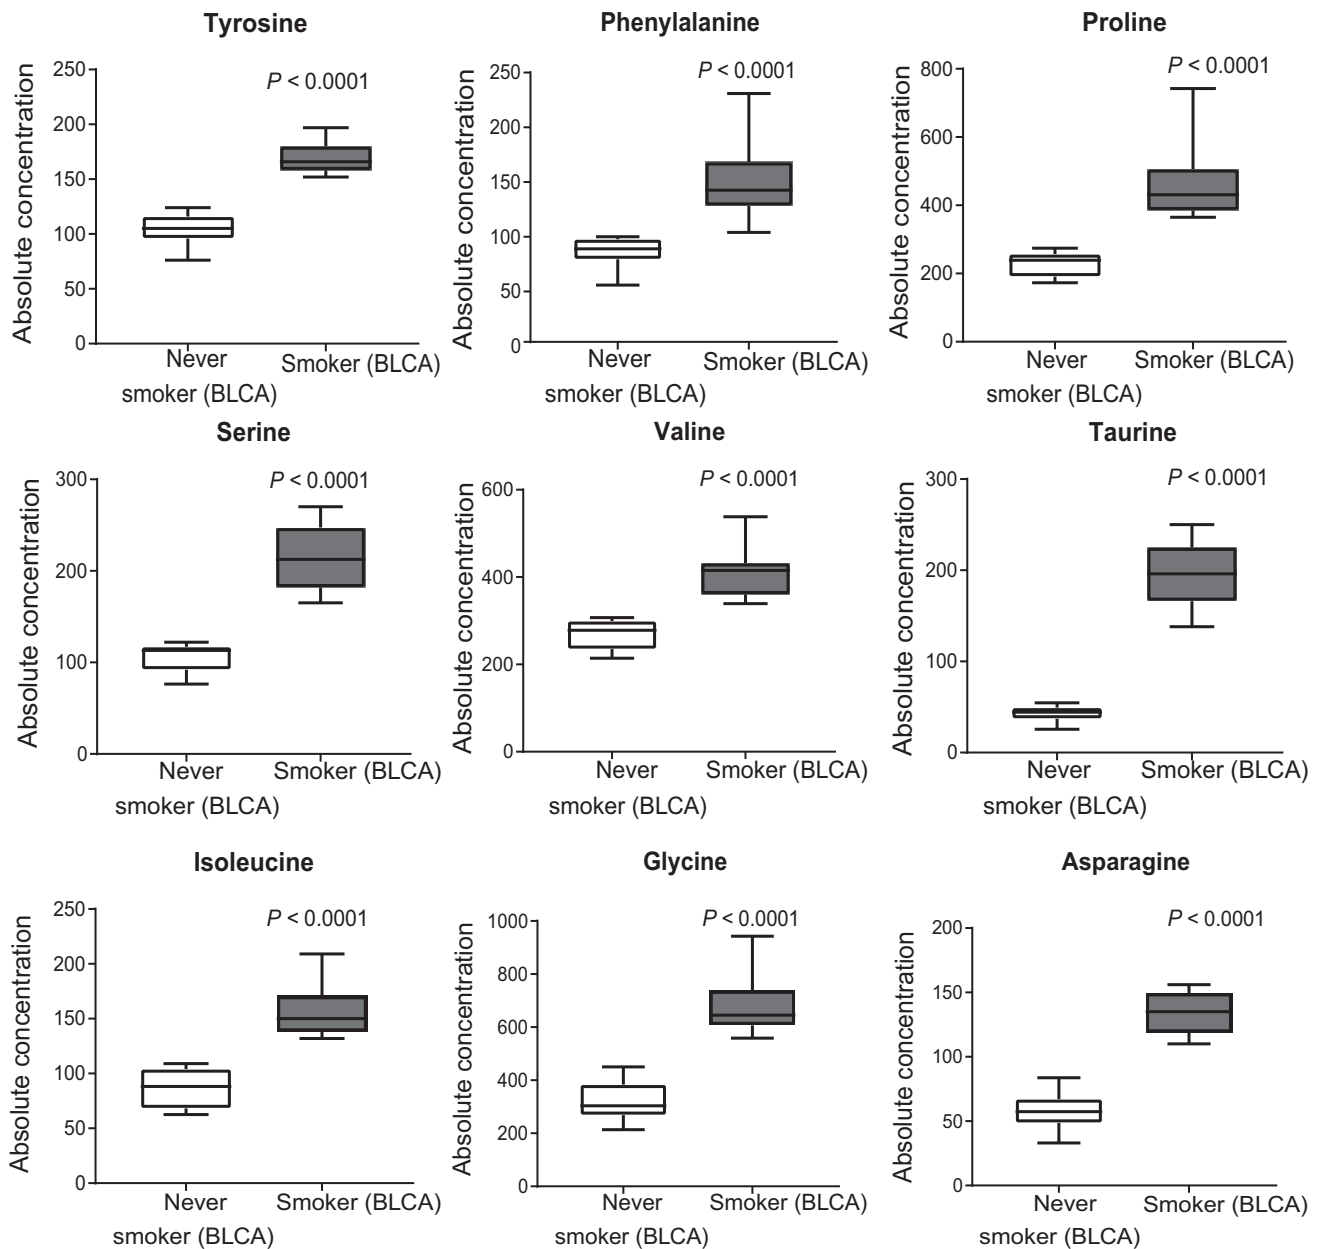 Tyrosine
Absolute concentration
250
200
150
100
50
0
P < 0.0001
Never
smoker (BLCA)
Smoker (BLCA)
Phenylalanine
Absolute concentration
250
200
150
100
50
0
P < 0.0001
Never
smoker (BLCA)
Smoker (BLCA)
Proline
Absolute concentration
800
600
400
200
0
P < 0.0001
Never
smoker (BLCA)
Smoker (BLCA)
Serine
Absolute concentration
300
200
100
0
P < 0.0001
Never
smoker (BLCA)
Smoker (BLCA)
Valine
Absolute concentration
600
400
200
0
P < 0.0001
Never
smoker (BLCA)
Smoker (BLCA)
Taurine
Absolute concentration
300
200
100
0
P < 0.0001
Never
smoker (BLCA)
Smoker (BLCA)
Isoleucine
Absolute concentration
250
200
150
100
50
0
P < 0.0001
Never
smoker (BLCA)
Smoker (BLCA)
Glycine
Absolute concentration
1000
800
600
400
200
0
P < 0.0001
Never
smoker (BLCA)
Smoker (BLCA)
Asparagine
Absolute concentration
200
150
100
50
0
P < 0.0001
Never
smoker (BLCA)
Smoker (BLCA)